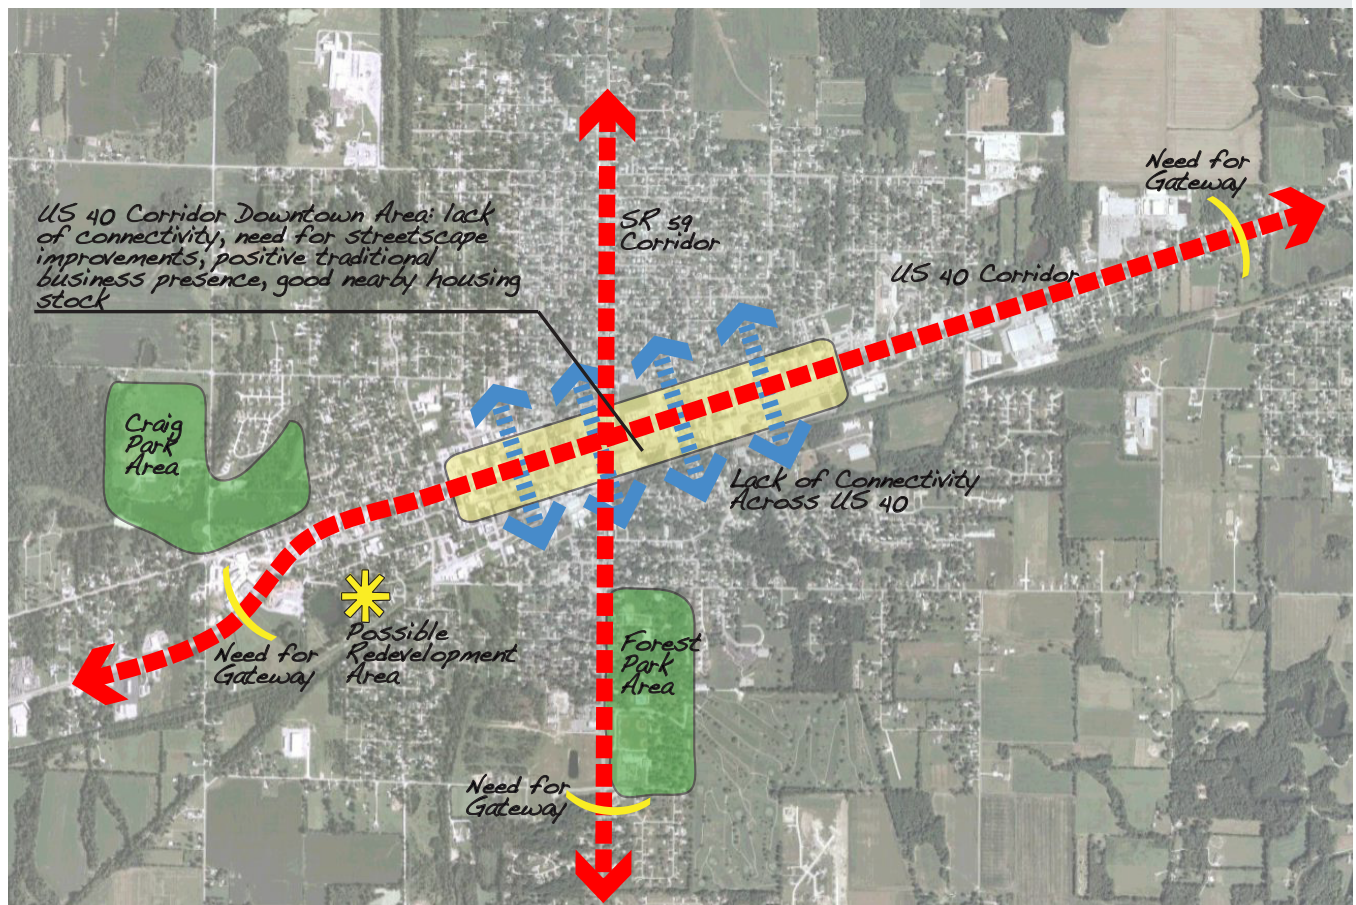 Need for
Gateway
US 40 Corridor Downtown Area: lack
of connectivity, need for streetscape
improvements, positive traditional
business presence, good nearby housing
stock
SR 59
Corridor
US 40 Corridor
Craig
Park
Area
Lack of Connectivity
Across US 40
Possible
Redevelopment
Area
Need for
Gateway
Forest
Park
Area
Need for
Gateway